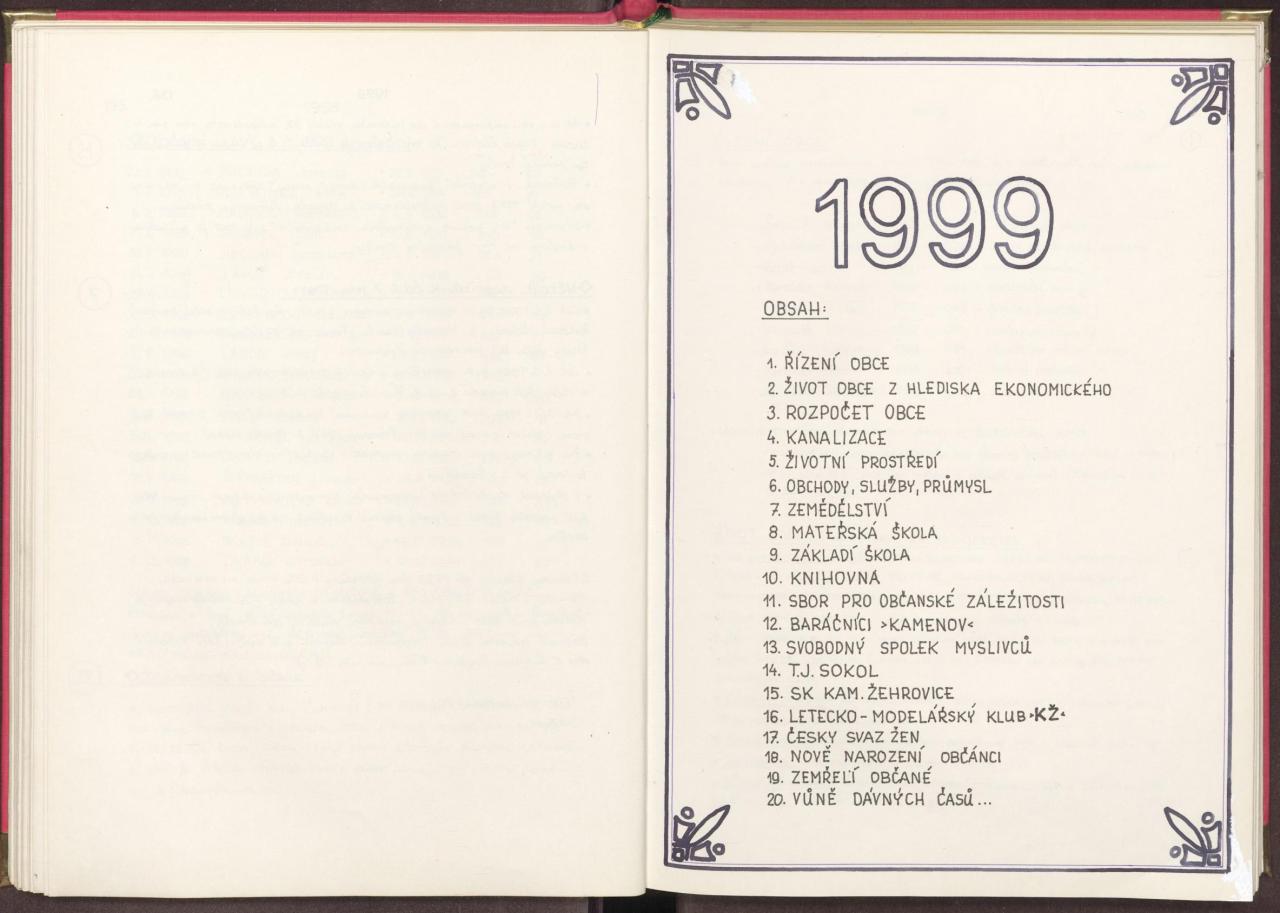 1999
OBSAH:
1. ŘÍZENÍ OBCE
2. ŽIVOT OBCE Z HLEDISKA EKONOMICKÉHO
3. ROZPOČET OBCE
4. KANALIZACE
5. ŽIVOTNÍ PROSTŘEDÍ
6. OBCHODY, SLUŽBY, PRŮMYSL
7. ZEMĚDĚLSTVÍ
8. MATEŘSKÁ ŠKOLA
9. ZÁKLADÍ ŠKOLA
10. KNIHOVNA
11. SBOR PRO OBČANSKÉ ZÁLEŽITOSTI
12. BARÁČNÍCI >KAMENOV<
13. SVOBODNÝ SPOLEK MYSLIVCŮ
14. T.J. SOKOL
15. SK KAM. ŽEHROVICE
16. LETECKO - MODELÁŘSKÝ KLUB >KŽ<
17. ČESKY SVAZ ŽEN
18. NOVĚ NAROZENÍ OBČÁNCI
19. ZEMŘELÍ OBČANÉ
20. VŮNĚ DÁVNÝCH ČASŮ...